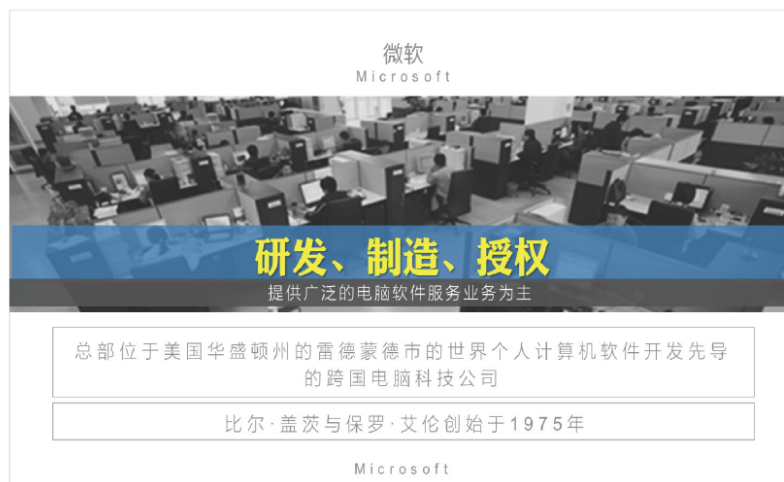 微软
Microsoft
研发、制造、授权
提供广泛的电脑软件服务业务为主
总部位于美国华盛顿州的雷德蒙德市的世界个人计算机软件开发先导
的跨国电脑科技公司
比尔·盖茨与保罗·艾伦创始于1975年
Microsoft